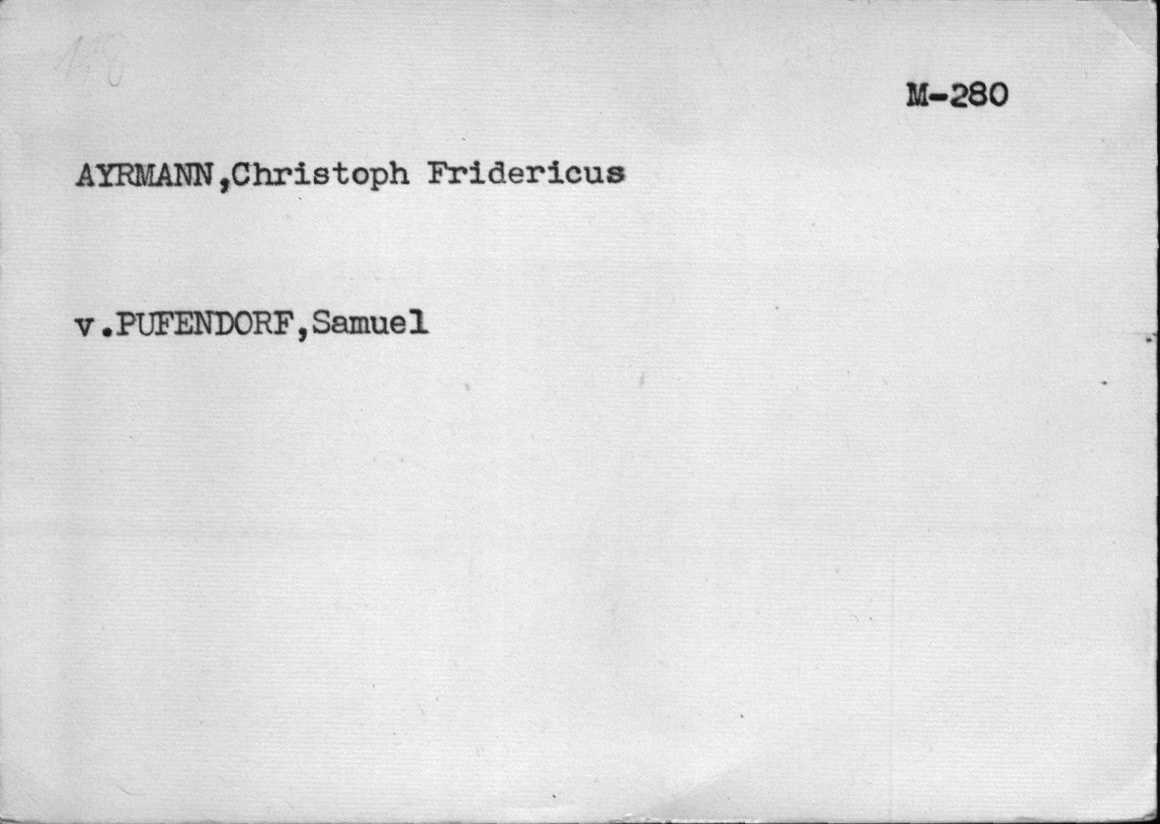 M-280
AYRMANN,Christoph Fridericus
v.PUFENDORF,Samuel